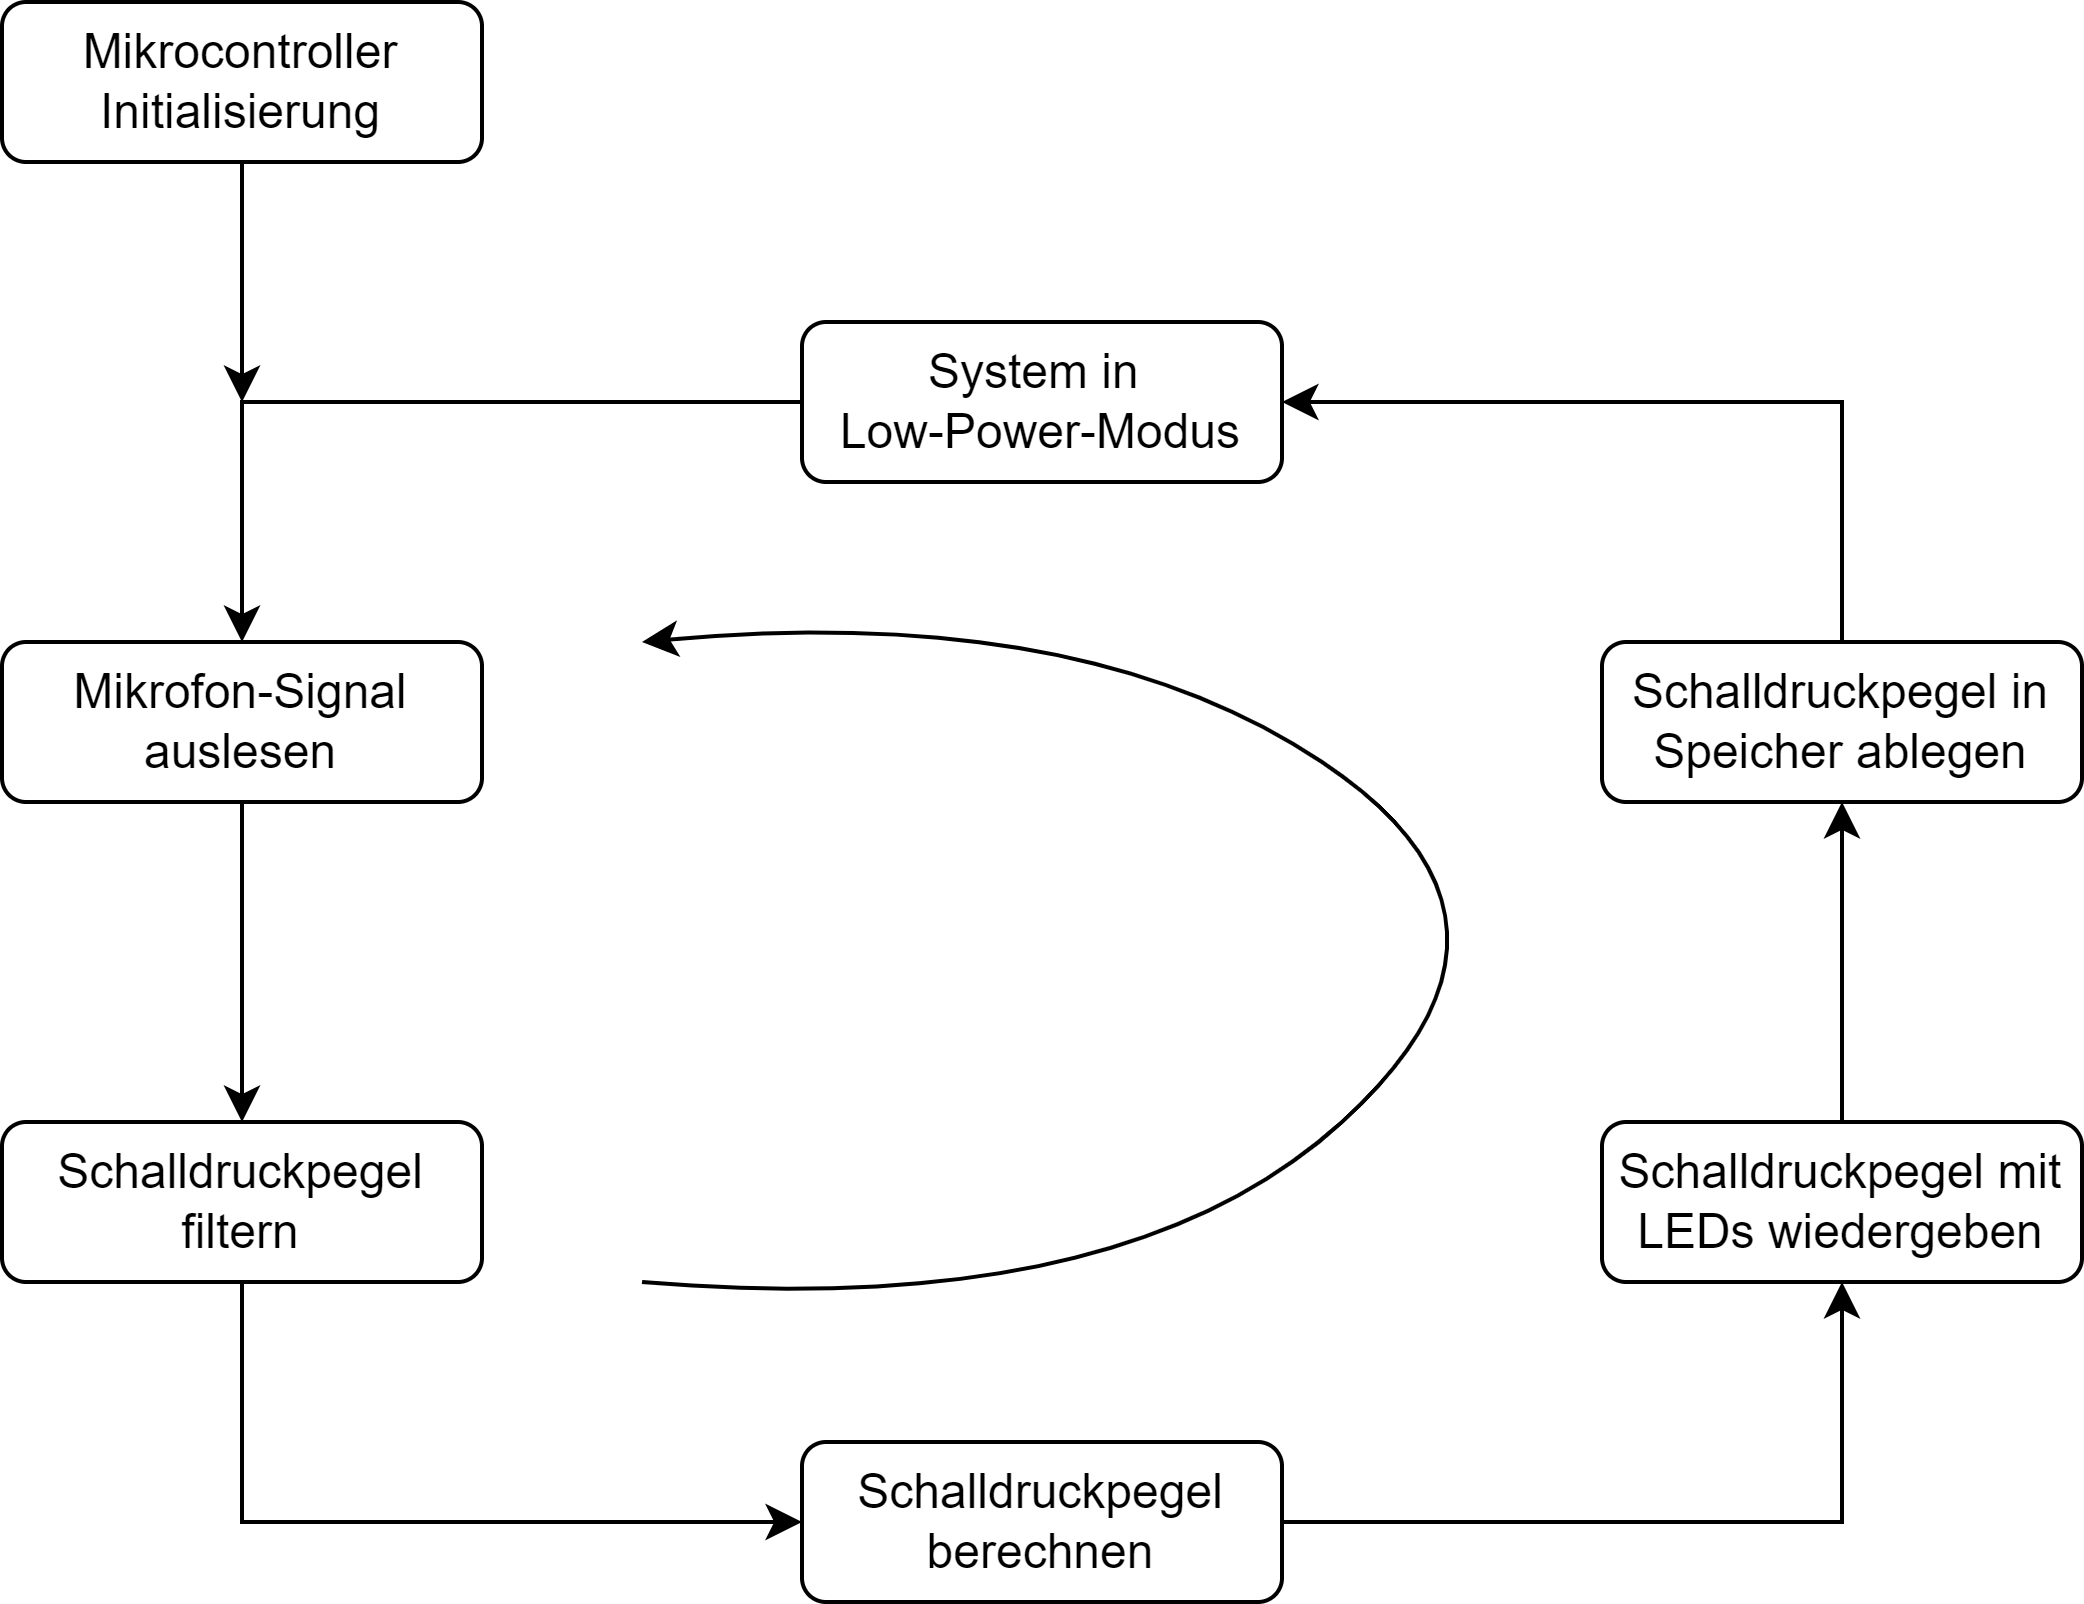 Mikrocontroller
Initialisierung
System in
Low-Power-Modus
Mikrofon-Signal
auslesen
Schalldruckpegel in
Speicher ablegen
Schalldruckpegel
filtern
Schalldruckpegel mit
LEDs wiedergeben
Schalldruckpegel
berechnen